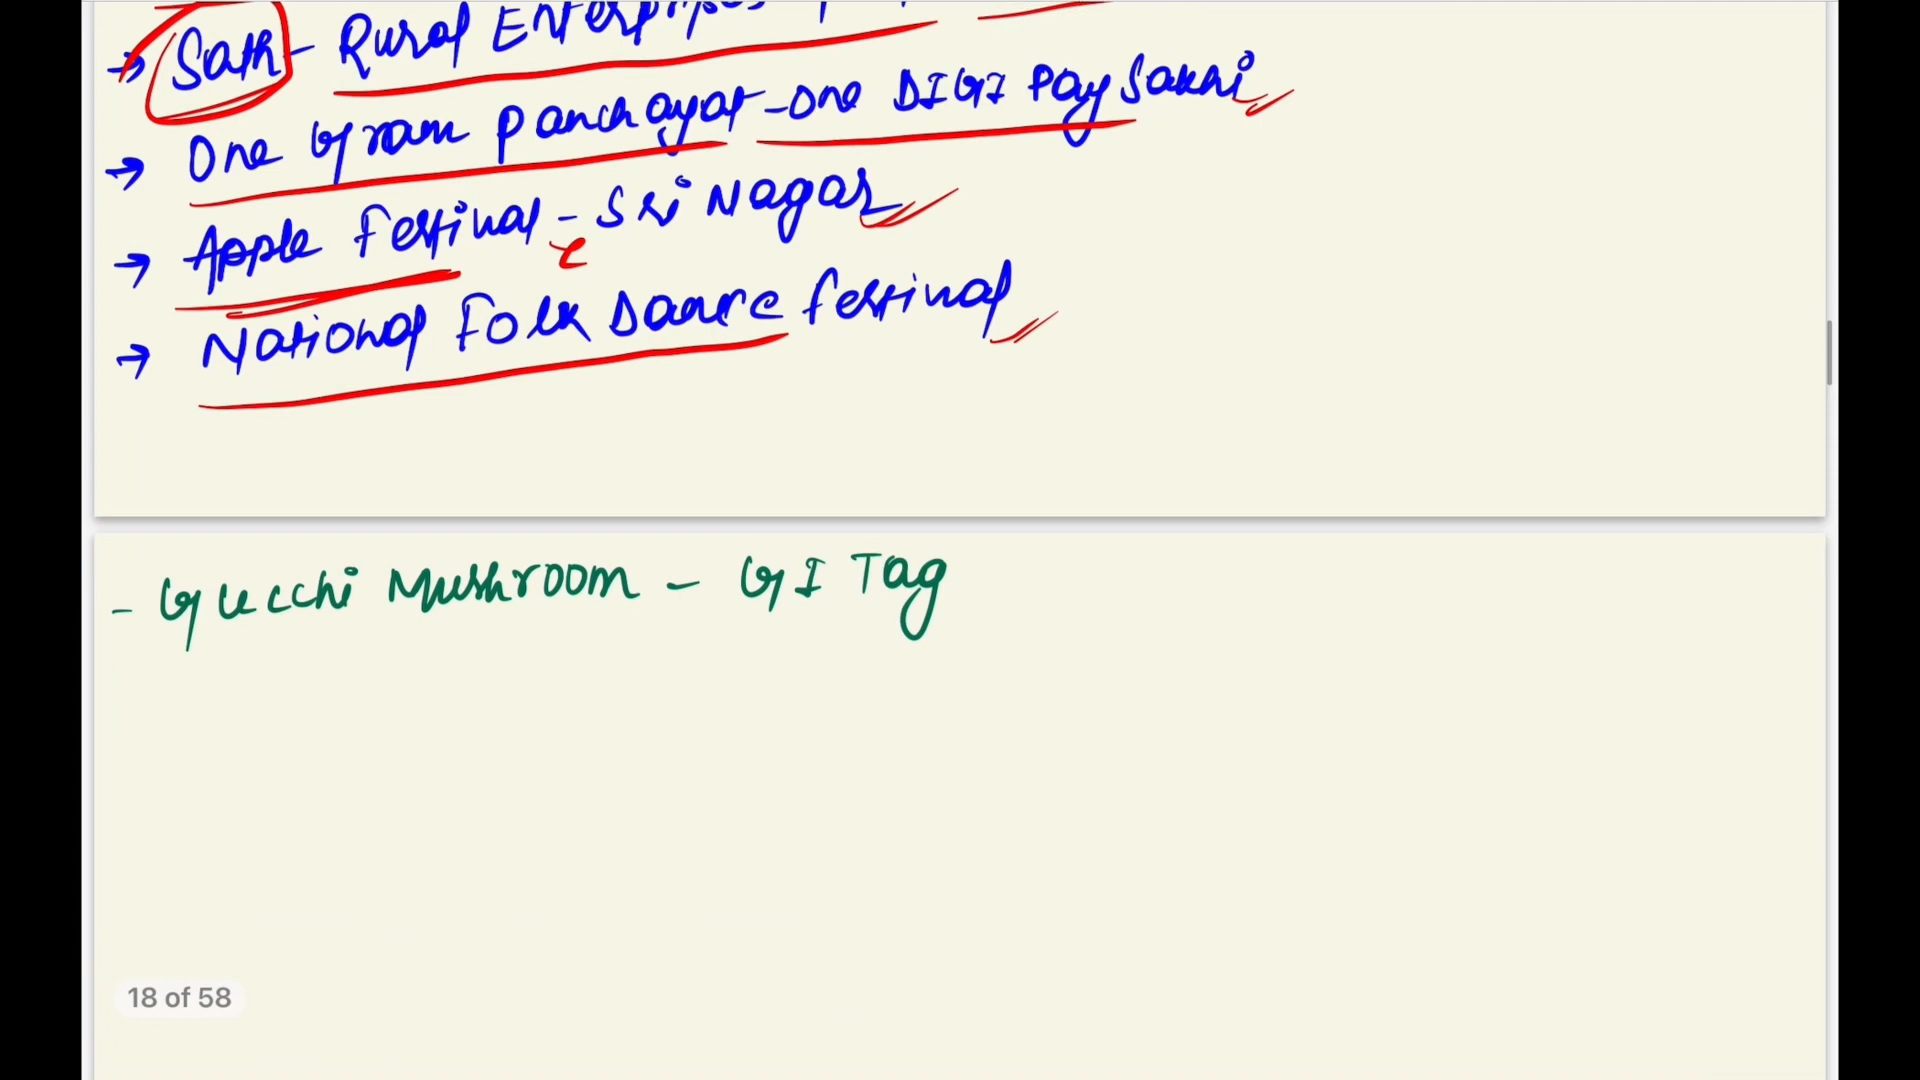 → Sath - Rural Enterprises
→ One Gram Panchayat - One DIGI Pay Sakhi
→ Apple Festival - Sri Nagar
→ National Folk Dance Festival
- Gucchi Mushroom - GI Tag
18 of 58